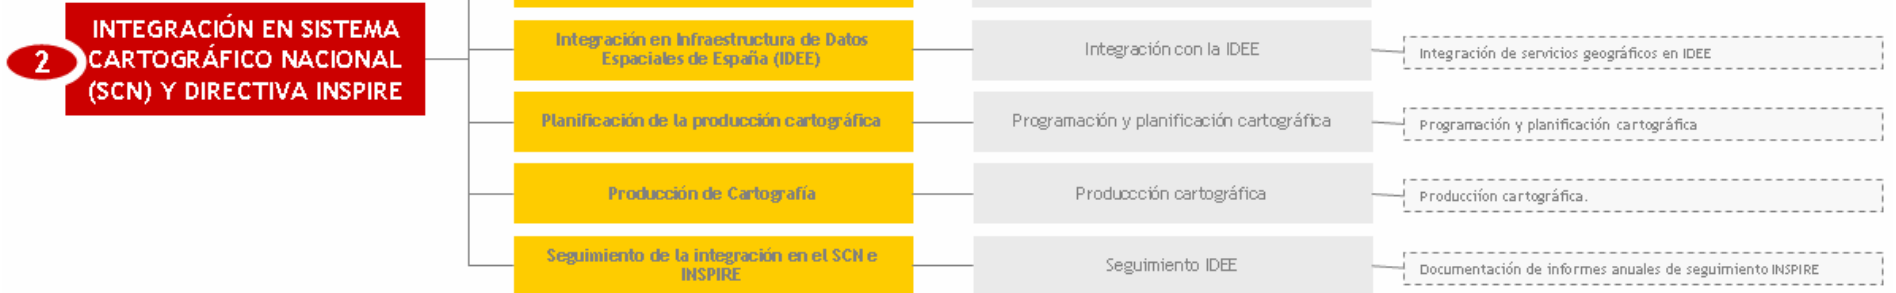 2
INTEGRACIÓN EN SISTEMA
CARTOGRÁFICO NACIONAL
(SCN) Y DIRECTIVA INSPIRE
Integración en Infraestructura de Datos
Espaciales de España (IDEE)
Integración con la IDEE
Integración de servicios geográficos en IDEE
Planificación de la producción cartográfica
Programación y planificación cartográfica
Programación y planificación cartográfica
Producción de Cartografía
Produccción cartográfica
Producciíon cartográfica.
Seguimiento de la integración en el SCN e
INSPIRE
Seguimiento IDEE
Documentación de informes anuales de seguimiento INSPIRE